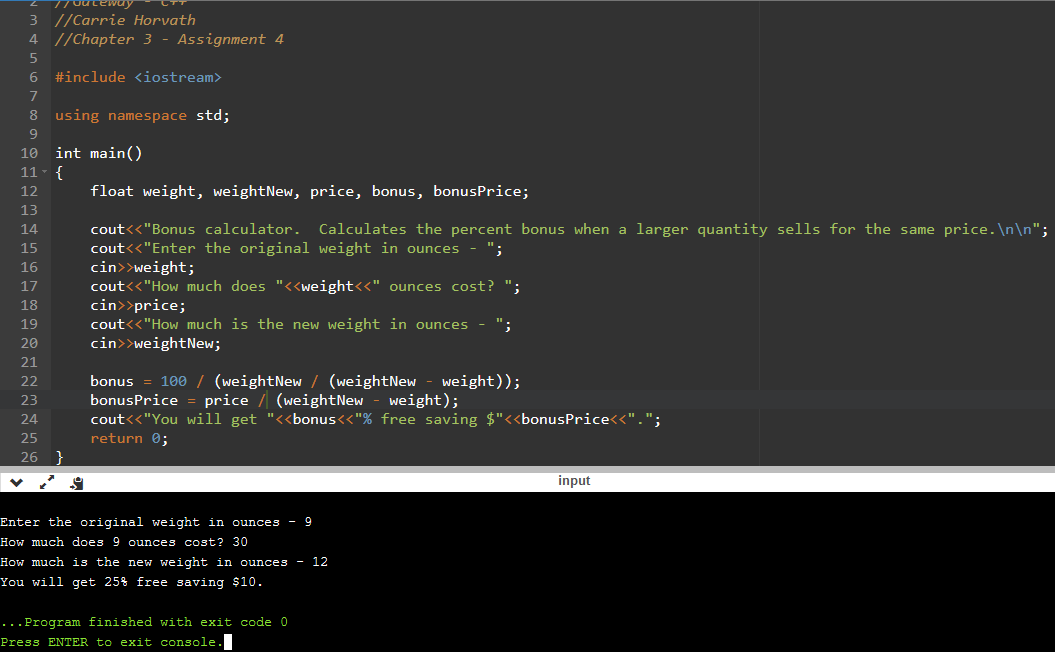 2 //Gateway - C++
3 //Carrie Horvath
4 //Chapter 3 - Assignment 4
5
6 #include <iostream>
7
8 using namespace std;
9
10 int main()
11 {
12 float weight, weightNew, price, bonus, bonusPrice;
13
14 cout<<"Bonus calculator.  Calculates the percent bonus when a larger quantity sells for the same price.\n\n";
15 cout<<"Enter the original weight in ounces - ";
16 cin>>weight;
17 cout<<"How much does "<<weight<<" ounces cost? ";
18 cin>>price;
19 cout<<"How much is the new weight in ounces - ";
20 cin>>weightNew;
21
22 bonus = 100 / (weightNew / (weightNew - weight));
23 bonusPrice = price / (weightNew - weight);
24 cout<<"You will get "<<bonus<<"% free saving $"<<bonusPrice<<".";
25 return 0;
26 }
input
Enter the original weight in ounces - 9
How much does 9 ounces cost? 30
How much is the new weight in ounces - 12
You will get 25% free saving $10.
...Program finished with exit code 0
Press ENTER to exit console.